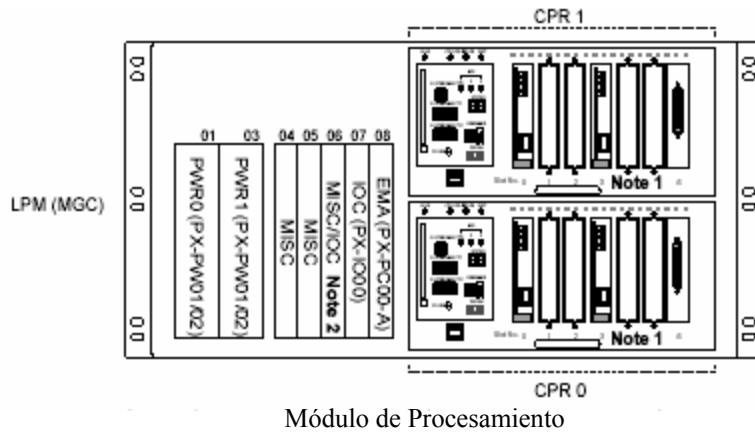 CPR 1
LPM (MGC)
01 03 04 05 06 07 08
PWR0 (PX-PW01/02)
PWR1 (PX-PW01/02)
MISC
MISC
MISC/IOC Note 2
IOC (PX-IO00)
EMA (PX-PC00-A)
Note 1
Note 1
CPR 0
Módulo de Procesamiento